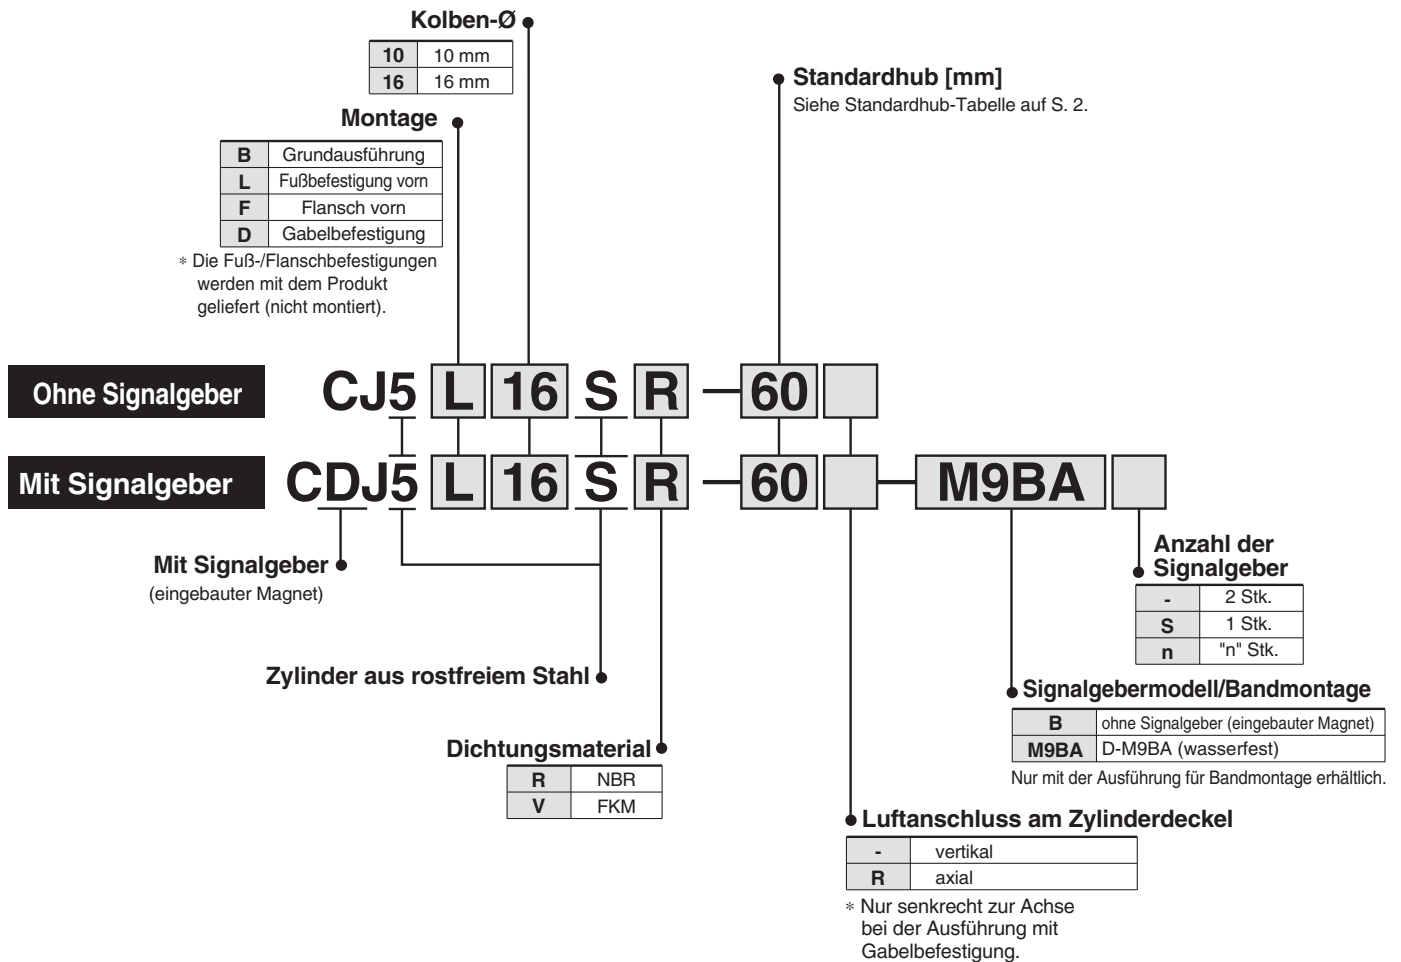 Kolben-Ø
10 10 mm
16 16 mm
Standardhub [mm]
Siehe Standardhub-Tabelle auf S. 2.
Montage
B Grundausführung
L Fußbefestigung vorn
F Flansch vorn
D Gabelbefestigung
* Die Fuß-/Flanschbefestigungen
werden mit dem Produkt
geliefert (nicht montiert).
Ohne Signalgeber CJ5 L 16 S R – 60
Mit Signalgeber CDJ5 L 16 S R – 60 – M9BA
Mit Signalgeber
(eingebauter Magnet)
Anzahl der
Signalgeber
- 2 Stk.
S 1 Stk.
n "n" Stk.
Zylinder aus rostfreiem Stahl
Signalgebermodell/Bandmontage
B ohne Signalgeber (eingebauter Magnet)
M9BA D-M9BA (wasserfest)
Nur mit der Ausführung für Bandmontage erhältlich.
Dichtungsmaterial
R NBR
V FKM
Luftanschluss am Zylinderdeckel
- vertikal
R axial
* Nur senkrecht zur Achse
bei der Ausführung mit
Gabelbefestigung.